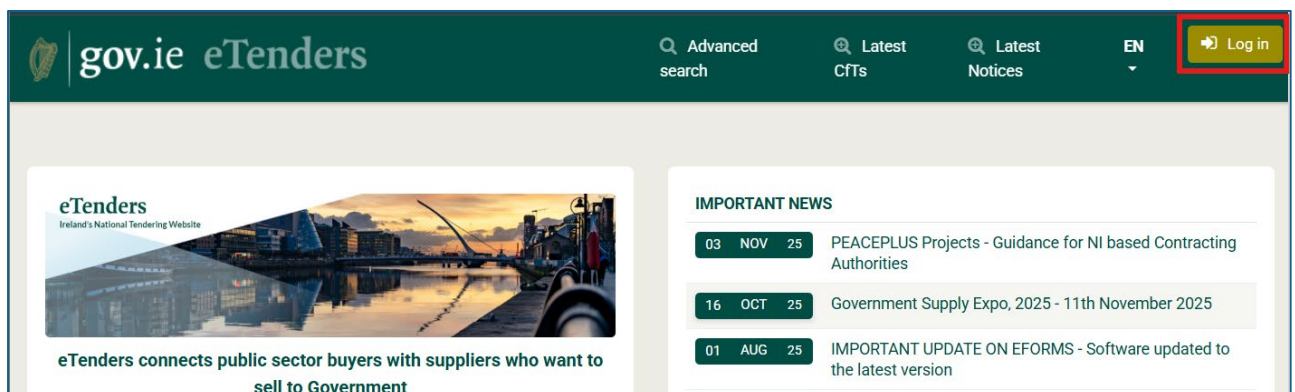 gov.ie eTenders
Advanced search
Latest CfTs
Latest Notices
EN
Log in
eTenders
Ireland's National Tendering Website
eTenders connects public sector buyers with suppliers who want to
sell to Government
IMPORTANT NEWS
03 NOV 25
PEACEPLUS Projects - Guidance for NI based Contracting
Authorities
16 OCT 25
Government Supply Expo, 2025 - 11th November 2025
01 AUG 25
IMPORTANT UPDATE ON EFORMS - Software updated to
the latest version